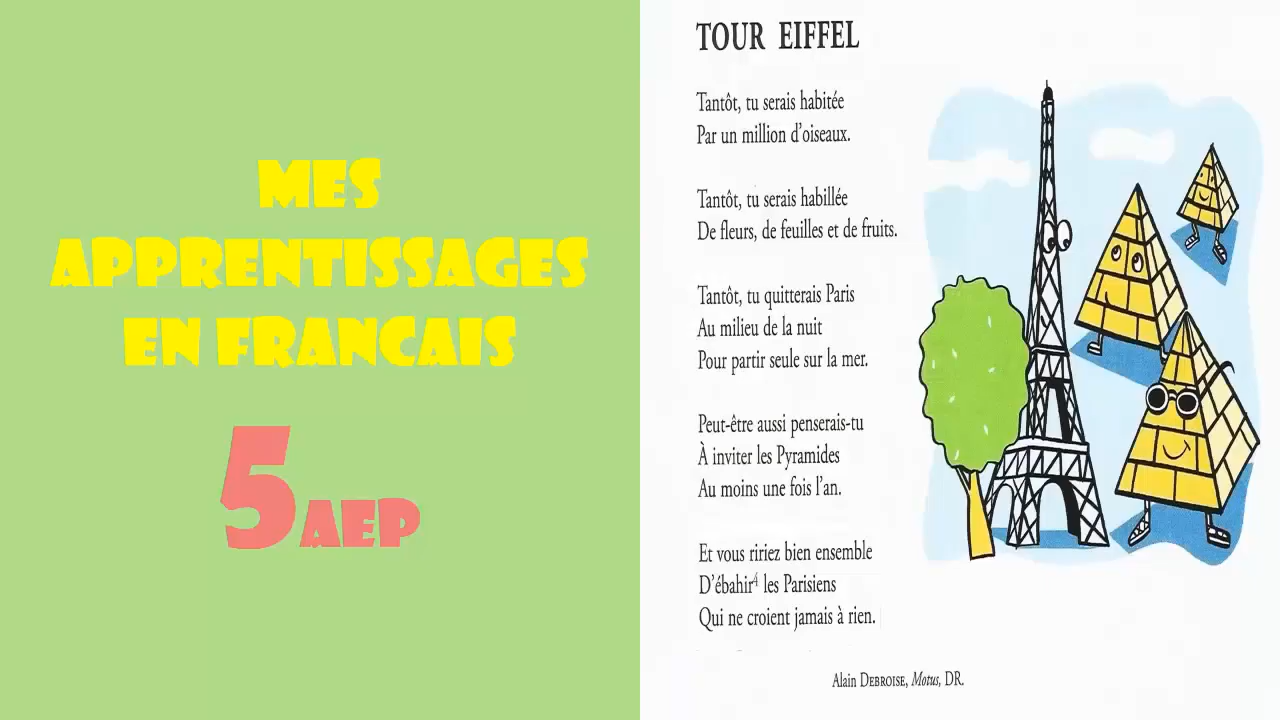 MES
APPRENTISSAGES
EN FRANCAIS
5AEP
TOUR EIFFEL
Tantôt, tu serais habitée
Par un million d'oiseaux.
Tantôt, tu serais habillée
De fleurs, de feuilles et de fruits.
Tantôt, tu quitterais Paris
Au milieu de la nuit
Pour partir seule sur la mer.
Peut-être aussi penserais-tu
À inviter les Pyramides
Au moins une fois l'an.
Et vous ririez bien ensemble
D'ébahir⁴ les Parisiens
Qui ne croient jamais à rien.
Alain DEBROISE, Motus, DR.